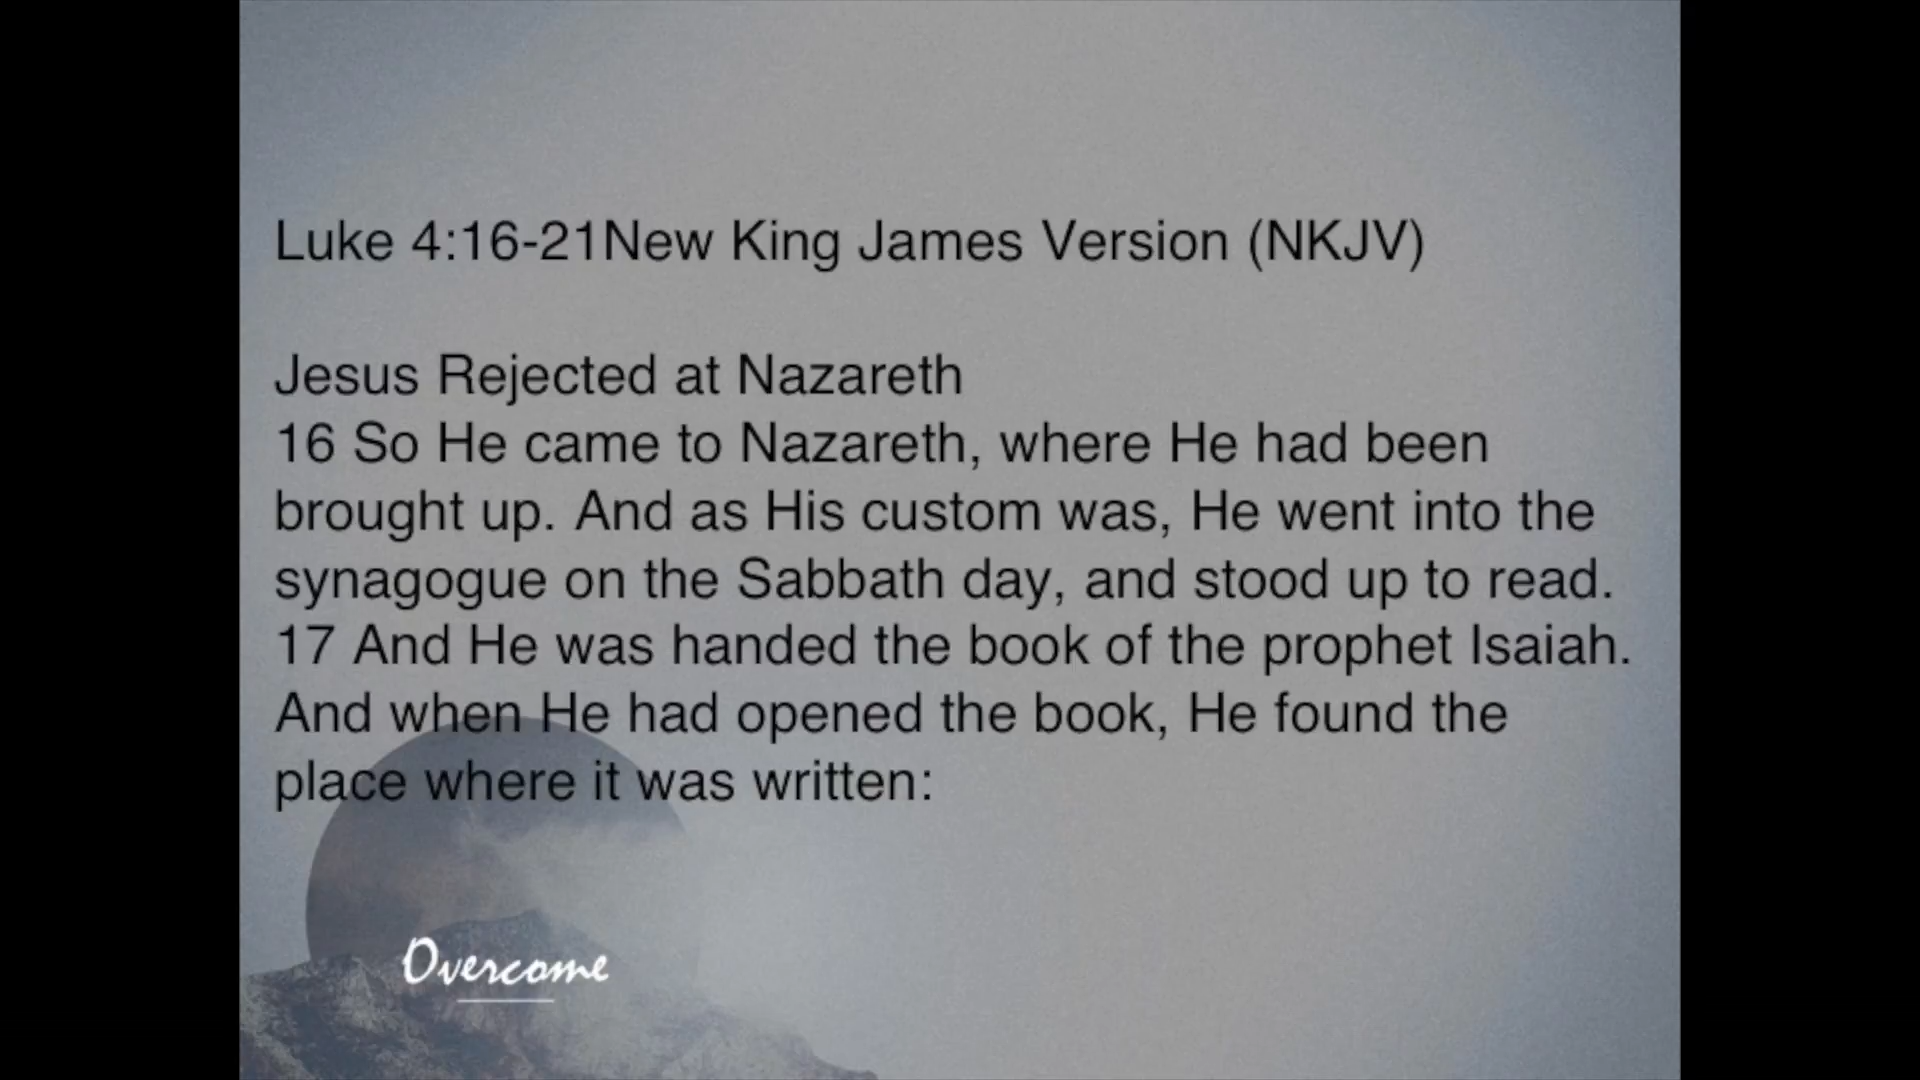 Luke 4:16-21New King James Version (NKJV)
Jesus Rejected at Nazareth
16 So He came to Nazareth, where He had been
brought up. And as His custom was, He went into the
synagogue on the Sabbath day, and stood up to read.
17 And He was handed the book of the prophet Isaiah.
And when He had opened the book, He found the
place where it was written:
Overcome